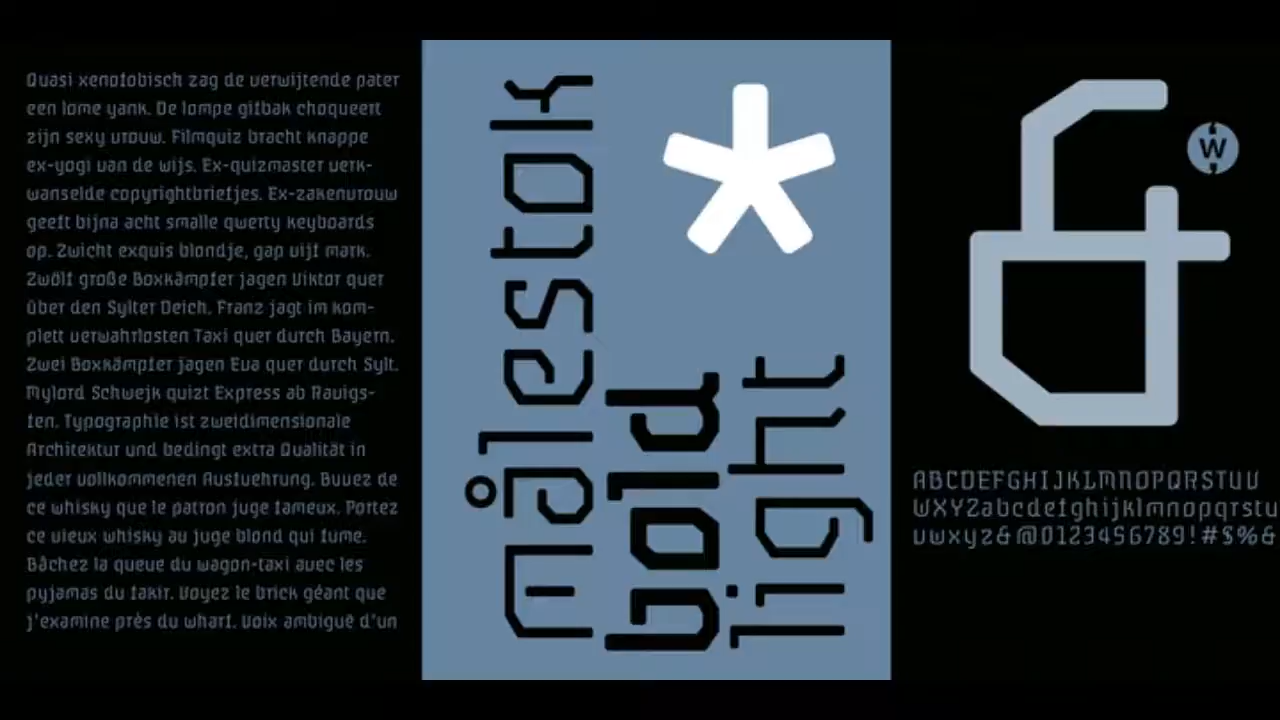 Quasi xenofobisch zag de verwijtende pater
een lome yank. De lompe gifbak choqueert
zijn sexy vrouw. Filmquiz bracht knappe
ex-yogi van de wijs. Ex-quizmaster verk-
wanselde copyrightbriefjes. Ex-zakenvrouw
geeft bijna acht smalle qwerty keyboards
op. Zwicht exquis blondje, gap vijf mark.
Zwölf große Boxkämpfer jagen Viktor quer
über den Sylter Deich. Franz jagt im kom-
plett verwahrlosten Taxi quer durch Bayern.
Zwei Boxkämpfer jagen Eva quer durch Sylt.
Mylord Schwejk quizt Express ab Ravigs-
fen. Typographie ist zweidimensionale
Architektur und bedingt extra Qualität in
jeder vollkommenen Ausfuehrung. Buvez de
ce whisky que le patron juge fameux. Portez
ce vieux whisky au juge blond qui fume.
Bâchez la queue du wagon-taxi avec les
pyjamas du fakir. Voyez le brick géant que
j'examine près du wharf. Voix ambiguë d'un
målestok
bold
light
*
&
W
ABCDEFGHIJKLMNOPQRSTUV
WXYZabcdefghijklmnopqrstu
vwxyz&@0123456789!#$%&